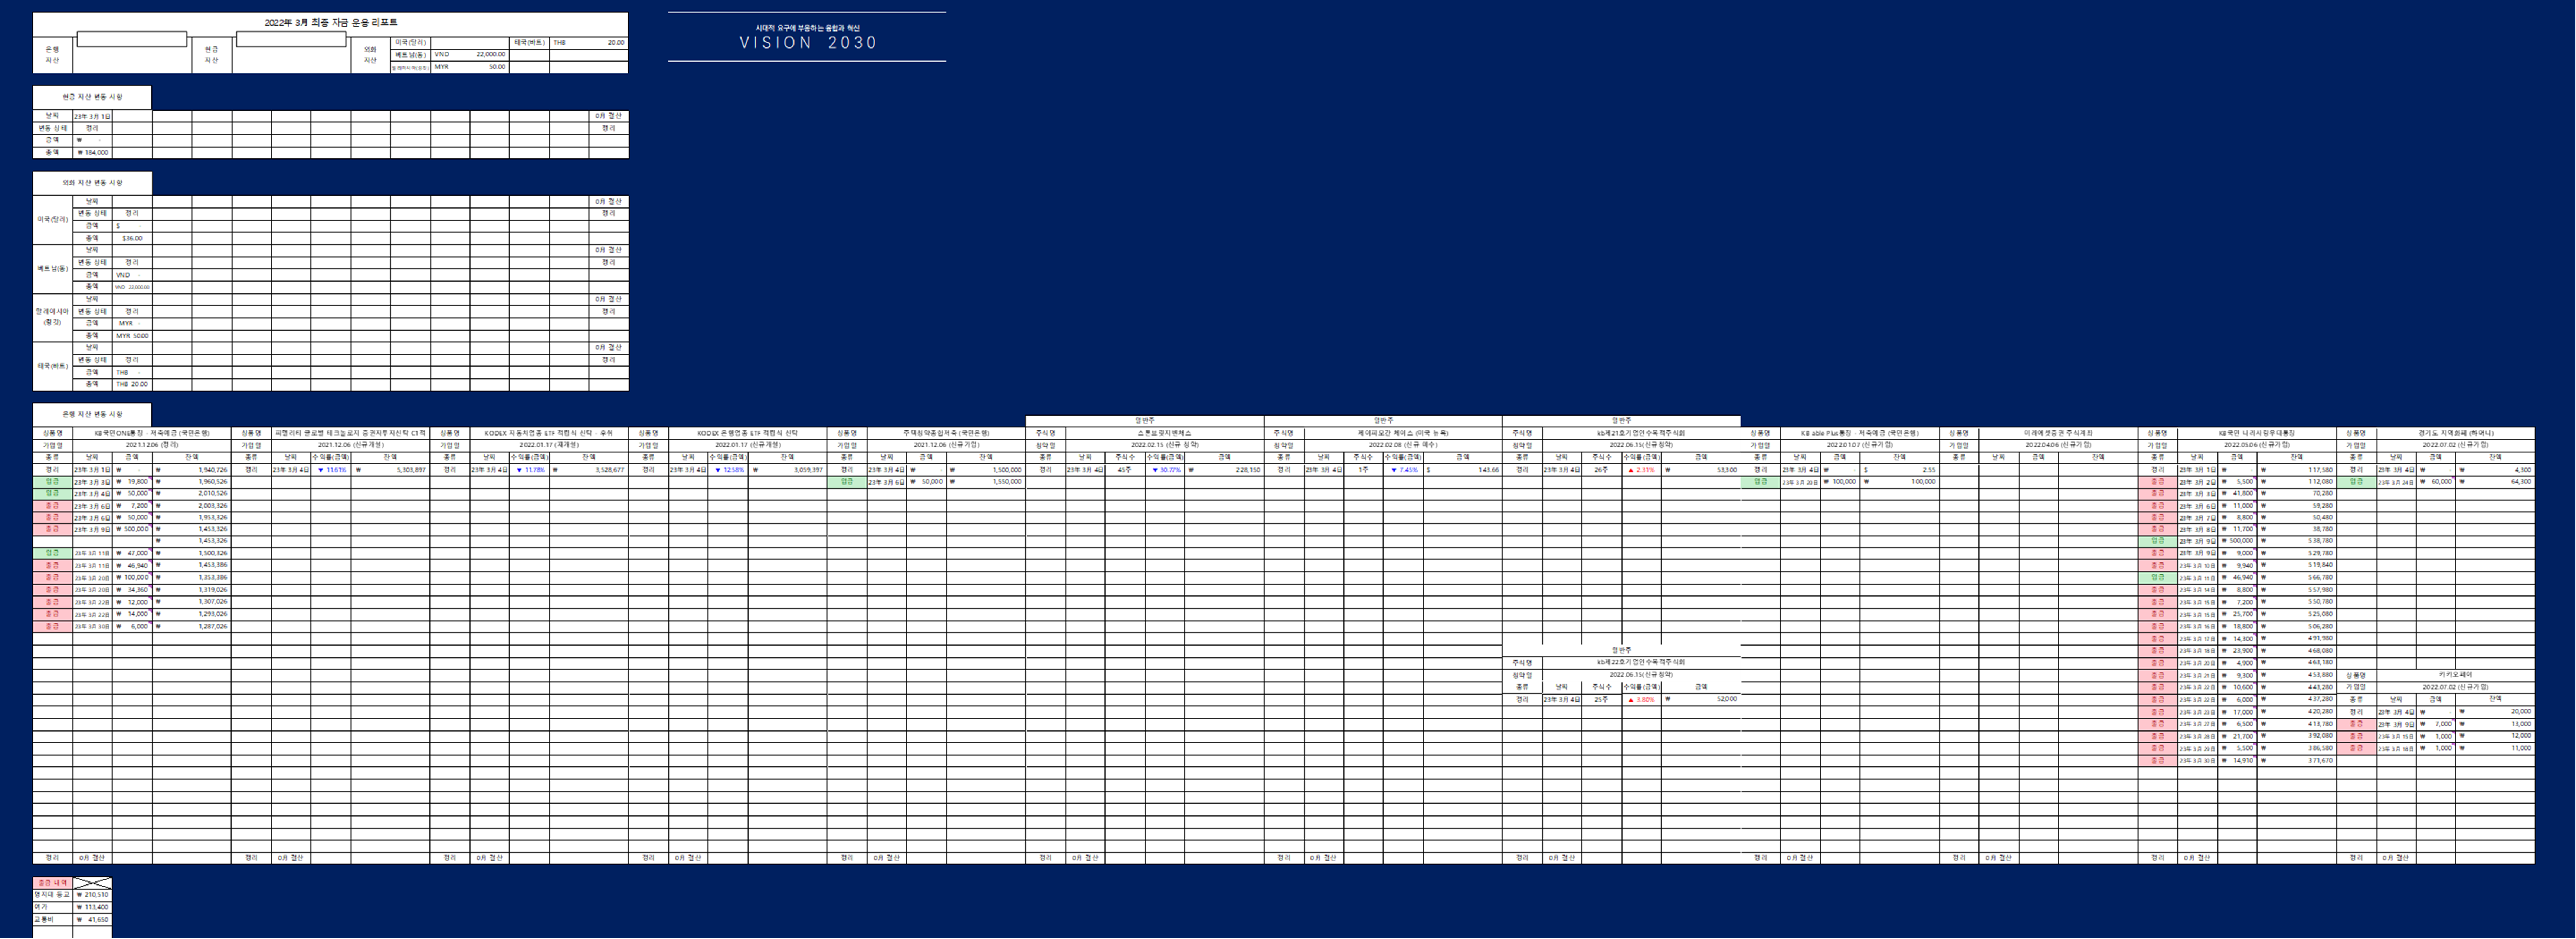 2022年 3月 최종 자금 운용 리포트
시대적 요구에 부응하는 융합과 혁신
VISION 2030
은행 자산
현금 자산
외화 자산
미국(달러) 태국(바트) THB 20.00
베트남(동) VND 22,000.00
MYR 50.00
현금 자산 변동 사항
날짜 23年 3月 1日 0月 결산
변동 상태 정리 정리
금액 ₩ -
총액 ₩ 184,000
외화 자산 변동 사항
미국(달러)
날짜 0月 결산
변동 상태 정리 정리
금액 $ -
총액 $36.00
베트남(동)
날짜 0月 결산
변동 상태 정리 정리
금액 VND -
총액 VND 22,000.00
말레이시아 (링깃)
날짜 0月 결산
변동 상태 정리 정리
금액 MYR -
총액 MYR 50.00
태국(바트)
날짜 0月 결산
변동 상태 정리 정리
금액 THB -
총액 THB 20.00
은행 자산 변동 사항
상품명 KB국민ONE통장 - 저축예금 (국민은행)
가입일 2021.12.06 (정리)
종류 날짜 금액 잔액
정리 23年 3月 1日 ₩ - ₩ 1,940,726
입금 23年 3月 3日 ₩ 19,800 ₩ 1,960,526
입금 23年 3月 4日 ₩ 50,000 ₩ 2,010,526
출금 23年 3月 6日 ₩ 7,200 ₩ 2,003,326
출금 23年 3月 6日 ₩ 50,000 ₩ 1,953,326
출금 23年 3月 9日 ₩ 500,000 ₩ 1,453,326
₩ 1,453,326
입금 23年 3月 11日 ₩ 47,000 ₩ 1,500,326
출금 23年 3月 11日 ₩ 46,940 ₩ 1,453,386
출금 23年 3月 20日 ₩ 100,000 ₩ 1,353,386
출금 23年 3月 20日 ₩ 34,360 ₩ 1,319,026
출금 23年 3月 22日 ₩ 12,000 ₩ 1,307,026
출금 23年 3月 22日 ₩ 14,000 ₩ 1,293,026
출금 23年 3月 30日 ₩ 6,000 ₩ 1,287,026
정리 0月 결산
상품명 피델리티 글로벌 테크놀로지 증권자투자신탁 C1적
가입일 2021.12.06 (신규개설)
종류 날짜 수익률(금액) 잔액
정리 23年 3月 4日 ▼ 11.61% ₩ 5,303,897
정리 0月 결산
상품명 KODEX 자동차업종 ETF 적립식 신탁 - 후취
가입일 2022.01.17 (재개설)
종류 날짜 수익률(금액) 잔액
정리 23年 3月 4日 ▼ 11.78% ₩ 3,528,677
정리 0月 결산
상품명 KODEX 은행업종 ETF 적립식 신탁
가입일 2022.01.17 (신규개설)
종류 날짜 수익률(금액) 잔액
정리 23年 3月 4日 ▼ 12.58% ₩ 3,059,397
정리 0月 결산
상품명 주택청약종합저축 (국민은행)
가입일 2021.12.06 (신규가입)
종류 날짜 금액 잔액
정리 23年 3月 4日 ₩ - ₩ 1,500,000
입금 23年 3月 6日 ₩ 50,000 ₩ 1,550,000
정리 0月 결산
일반주
주식명 스톤브릿지벤처스
청약일 2022.02.15 (신규 청약)
종류 날짜 주식수 수익률(금액) 금액
정리 23年 3月 4日 45주 ▼ 30.77% ₩ 228,150
정리 0月 결산
일반주
주식명 제이피모간 체이스 (미국 뉴욕)
청약일 2022.02.08 (신규 매수)
종류 날짜 주식수 수익률(금액) 금액
정리 23年 3月 4日 1주 ▼ 7.45% $ 143.66
정리 0月 결산
일반주
주식명 kb제21호기업인수목적주식회
청약일 2022.06.15(신규청약)
종류 날짜 주식수 수익률(금액) 금액
정리 23年 3月 4日 26주 ▲ 2.31% ₩ 53,300
일반주
주식명 kb제22호기업인수목적주식회
청약일 2022.06.15(신규청약)
종류 날짜 주식수 수익률(금액) 금액
정리 23年 3月 4日 25주 ▲ 3.80% ₩ 52,000
정리 0月 결산
상품명 KB able Plus통장 - 저축예금 (국민은행)
가입일 2022.01.07 (신규가입)
종류 날짜 금액 잔액
정리 23年 3月 4日 ₩ - $ 2.55
입금 23年 3月 20日 ₩ 100,000 ₩ 100,000
정리 0月 결산
상품명 미래에셋증권 주식계좌
가입일 2022.04.06 (신규가입)
종류 날짜 금액 잔액
정리 0月 결산
상품명 KB국민 나라사랑우대통장
가입일 2022.05.06 (신규가입)
종류 날짜 금액 잔액
정리 23年 3月 1日 ₩ - ₩ 117,580
출금 23年 3月 2日 ₩ 5,500 ₩ 112,080
출금 23年 3月 3日 ₩ 41,800 ₩ 70,280
출금 23年 3月 6日 ₩ 11,000 ₩ 59,280
출금 23年 3月 7日 ₩ 8,800 ₩ 50,480
출금 23年 3月 8日 ₩ 11,700 ₩ 38,780
입금 23年 3月 9日 ₩ 500,000 ₩ 538,780
출금 23年 3月 9日 ₩ 9,000 ₩ 529,780
출금 23年 3月 10日 ₩ 9,940 ₩ 519,840
입금 23年 3月 11日 ₩ 46,940 ₩ 566,780
출금 23年 3月 14日 ₩ 8,800 ₩ 557,980
출금 23年 3月 15日 ₩ 7,200 ₩ 550,780
출금 23年 3月 15日 ₩ 25,700 ₩ 525,080
출금 23年 3月 16日 ₩ 18,800 ₩ 506,280
출금 23年 3月 17日 ₩ 14,300 ₩ 491,980
출금 23年 3月 18日 ₩ 23,900 ₩ 468,080
출금 23年 3月 20日 ₩ 4,900 ₩ 463,180
출금 23年 3月 21日 ₩ 9,300 ₩ 453,880
출금 23年 3月 22日 ₩ 10,600 ₩ 443,280
출금 23年 3月 22日 ₩ 6,000 ₩ 437,280
출금 23年 3月 23日 ₩ 17,000 ₩ 420,280
출금 23年 3月 27日 ₩ 6,500 ₩ 413,780
출금 23年 3月 28日 ₩ 21,700 ₩ 392,080
출금 23年 3月 29日 ₩ 5,500 ₩ 386,580
출금 23年 3月 30日 ₩ 14,910 ₩ 371,670
정리 0月 결산
상품명 경기도 지역화폐 (하머니)
가입일 2022.07.02 (신규가입)
종류 날짜 금액 잔액
정리 23年 3月 4日 ₩ - ₩ 4,300
입금 23年 3月 24日 ₩ 60,000 ₩ 64,300
상품명 카카오페이
가입일 2022.07.02 (신규가입)
종류 날짜 금액 잔액
정리 23年 3月 4日 ₩ - ₩ 20,000
출금 23年 3月 9日 ₩ 7,000 ₩ 13,000
출금 23年 3月 15日 ₩ 1,000 ₩ 12,000
출금 23年 3月 18日 ₩ 1,000 ₩ 11,000
정리 0月 결산
출금 내역
명지대 등교 ₩ 210,510
여가 ₩ 113,400
교통비 ₩ 41,650